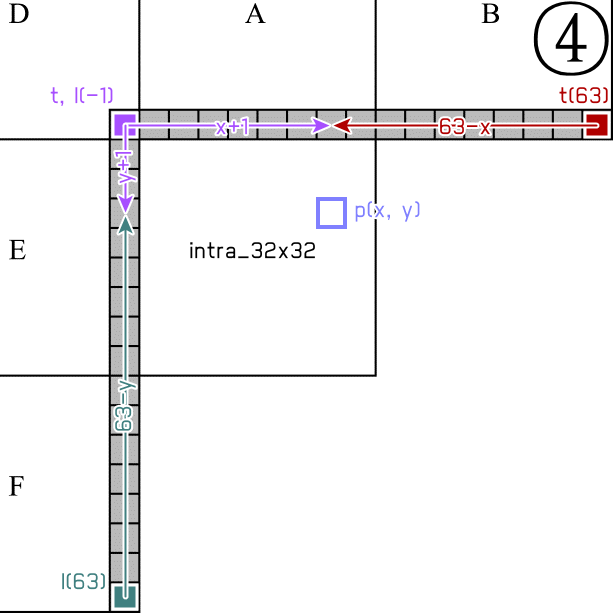 D
A
B
4
t, l(-1)
t(63)
x+1
63-x
y+1
p(x, y)
E
intra_32x32
63-y
F
l(63)